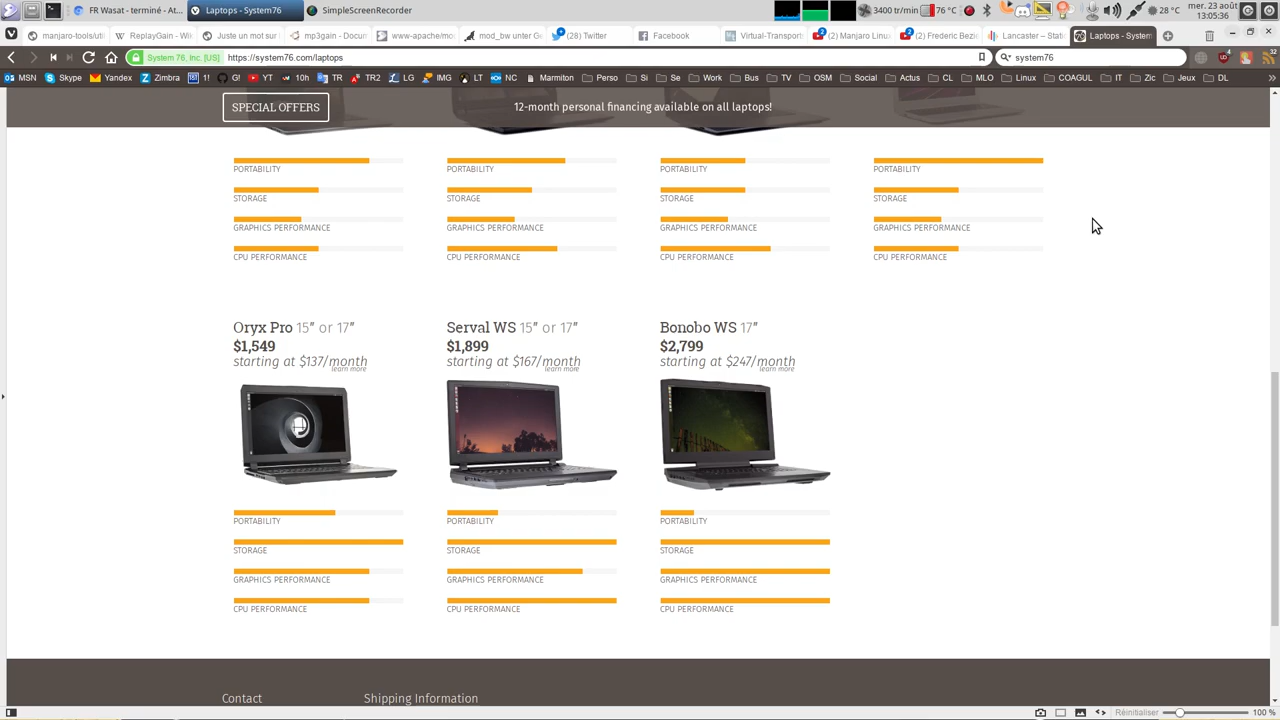 FR Wasat - terminé - At...
Laptops - System76
SimpleScreenRecorder
3400 tr/min
76 °C
28 °C
mer. 23 août
13:05:36
manjaro-tools/uti
ReplayGain - Wiki
Juste un mot sur
mp3gain - Docum
www-apache/mod
mod_bw unter G
(28) Twitter
Facebook
Virtual-Transport
(2) Manjaro Linu
(2) Frederic Bezi
Lancaster – Stati
Laptops - System
System 76, Inc. [US]
https://system76.com/laptops
system76
MSN
Skype
Yandex
Zimbra
1!
G!
YT
10h
TR
TR2
LG
IMG
LT
NC
Marmiton
Perso
Si
Se
Work
Bus
TV
OSM
Social
Actus
CL
MLO
Linux
COAGUL
IT
Zic
Jeux
DL
SPECIAL OFFERS
12-month personal financing available on all laptops!
PORTABILITY
STORAGE
GRAPHICS PERFORMANCE
CPU PERFORMANCE
PORTABILITY
STORAGE
GRAPHICS PERFORMANCE
CPU PERFORMANCE
PORTABILITY
STORAGE
GRAPHICS PERFORMANCE
CPU PERFORMANCE
PORTABILITY
STORAGE
GRAPHICS PERFORMANCE
CPU PERFORMANCE
Oryx Pro 15″ or 17″
$1,549
starting at $137/month
learn more
PORTABILITY
STORAGE
GRAPHICS PERFORMANCE
CPU PERFORMANCE
Serval WS 15″ or 17″
$1,899
starting at $167/month
learn more
PORTABILITY
STORAGE
GRAPHICS PERFORMANCE
CPU PERFORMANCE
Bonobo WS 17″
$2,799
starting at $247/month
learn more
PORTABILITY
STORAGE
GRAPHICS PERFORMANCE
CPU PERFORMANCE
Contact
Shipping Information
Réinitialiser
100 %